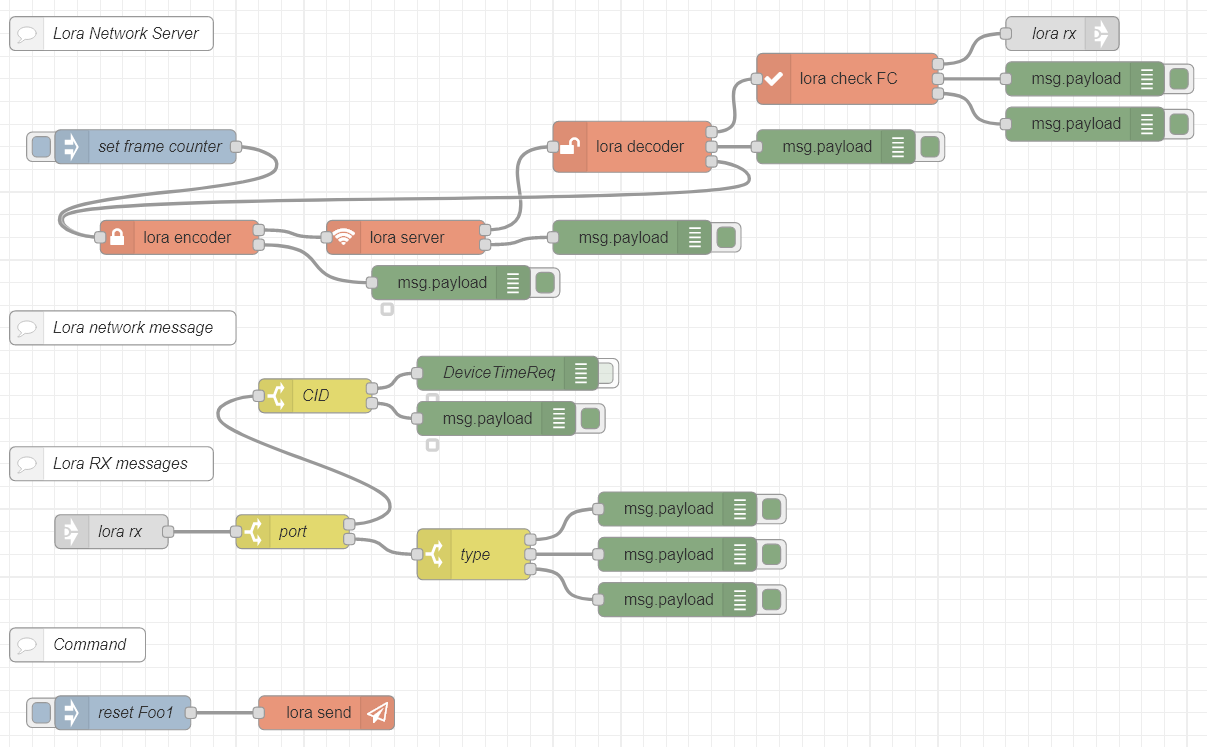 Lora Network Server
lora rx
lora check FC
msg.payload
msg.payload
set frame counter
lora decoder
msg.payload
lora encoder
lora server
msg.payload
msg.payload
Lora network message
DeviceTimeReq
CID
msg.payload
Lora RX messages
msg.payload
lora rx
port
type
msg.payload
msg.payload
Command
reset Foo1
lora send